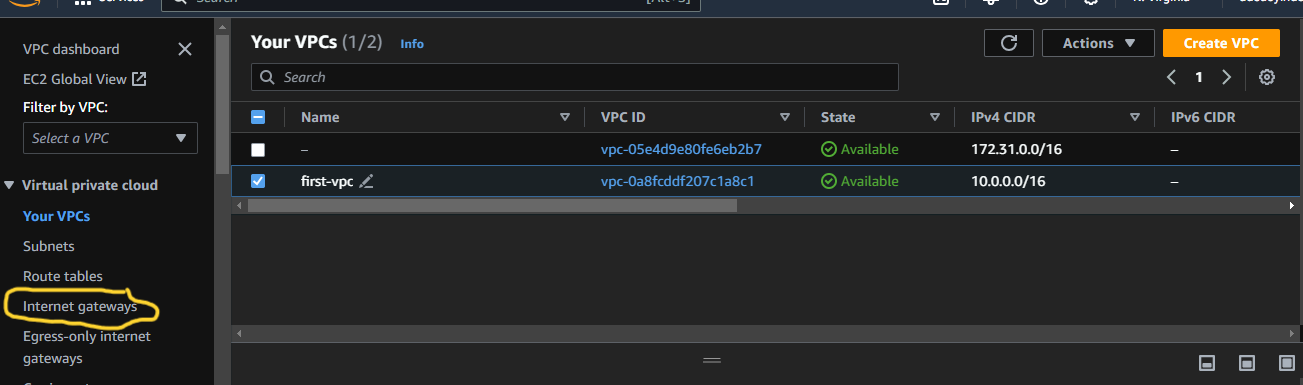 Search
[Alt+S]
VPC dashboard
EC2 Global View
Filter by VPC:
Select a VPC
Virtual private cloud
Your VPCs
Subnets
Route tables
Internet gateways
Egress-only internet
gateways
Your VPCs (1/2) Info
Actions
Create VPC
Search
1
Name VPC ID State IPv4 CIDR IPv6 CIDR
– vpc-05e4d9e80fe6eb2b7 Available 172.31.0.0/16 –
first-vpc vpc-0a8fcddf207c1a8c1 Available 10.0.0.0/16 –